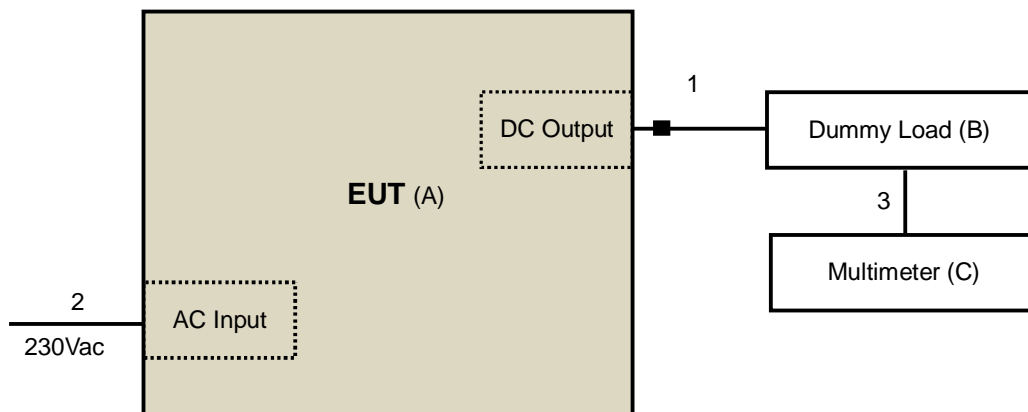 1
DC Output
Dummy Load (B)
EUT (A)
3
Multimeter (C)
2
AC Input
230Vac